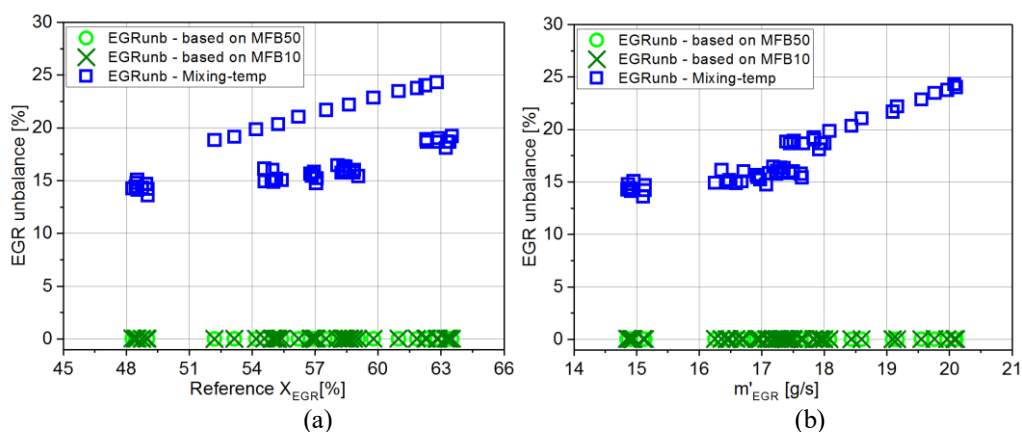 EGR unbalance [%]
30
25
20
15
10
5
0
EGRunb - based on MFB50
EGRunb - based on MFB10
EGRunb - Mixing-temp
45 48 51 54 57 60 63 66
Reference X_EGR[%]
(a)
EGR unbalance [%]
30
25
20
15
10
5
0
EGRunb - based on MFB50
EGRunb - based on MFB10
EGRunb - Mixing-temp
14 15 16 17 18 19 20 21
m'_EGR [g/s]
(b)